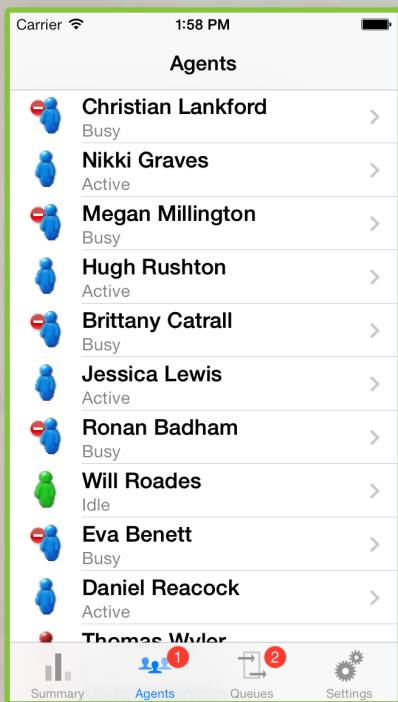 Carrier 1:58 PM
Agents
Christian Lankford
Busy
Nikki Graves
Active
Megan Millington
Busy
Hugh Rushton
Active
Brittany Catrall
Busy
Jessica Lewis
Active
Ronan Badham
Busy
Will Roades
Idle
Eva Benett
Busy
Daniel Reacock
Active
Thomas Wyler
1 2
Summary Agents Queues Settings